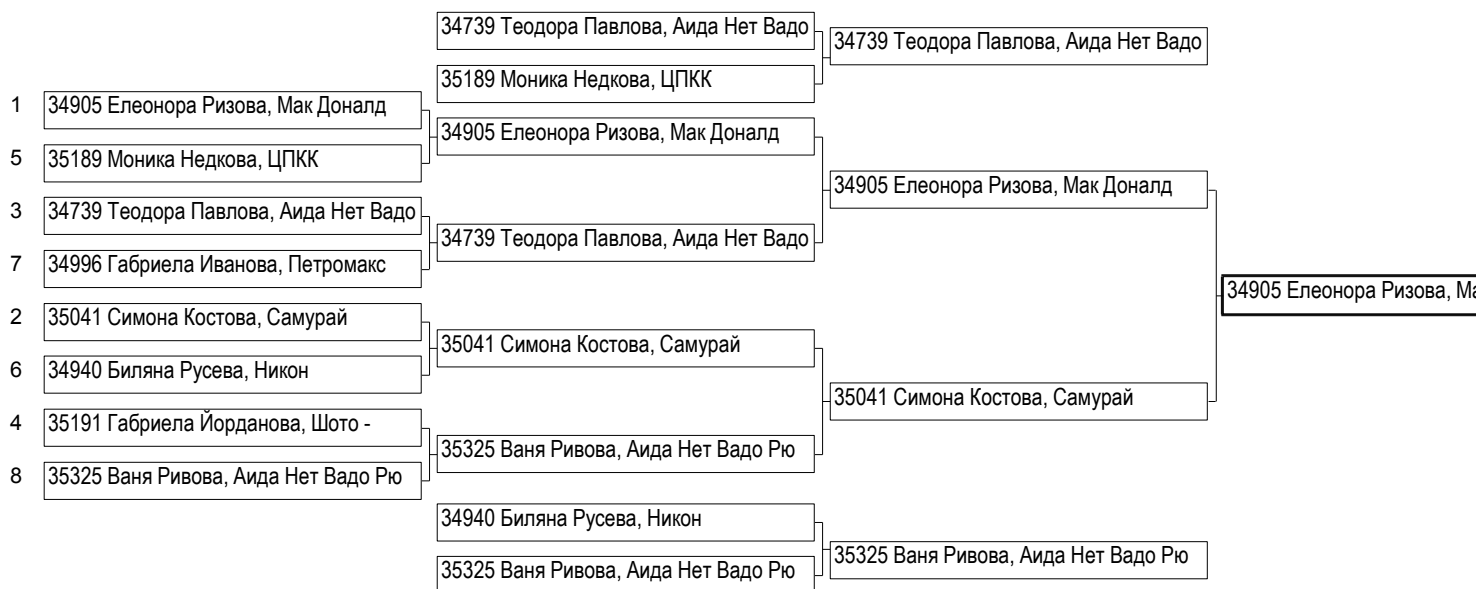 34739 Теодора Павлова, Аида Нет Вадо
35189 Моника Недкова, ЦПКК
34739 Теодора Павлова, Аида Нет Вадо
1 34905 Елеонора Ризова, Мак Доналд
5 35189 Моника Недкова, ЦПКК
3 34739 Теодора Павлова, Аида Нет Вадо
7 34996 Габриела Иванова, Петромакс
2 35041 Симона Костова, Самурай
6 34940 Биляна Русева, Никон
4 35191 Габриела Йорданова, Шото -
8 35325 Ваня Ривова, Аида Нет Вадо Рю
34905 Елеонора Ризова, Мак Доналд
34739 Теодора Павлова, Аида Нет Вадо
35041 Симона Костова, Самурай
35325 Ваня Ривова, Аида Нет Вадо Рю
34905 Елеонора Ризова, Мак Доналд
35041 Симона Костова, Самурай
34905 Елеонора Ризова, Ма
34940 Биляна Русева, Никон
35325 Ваня Ривова, Аида Нет Вадо Рю
35325 Ваня Ривова, Аида Нет Вадо Рю